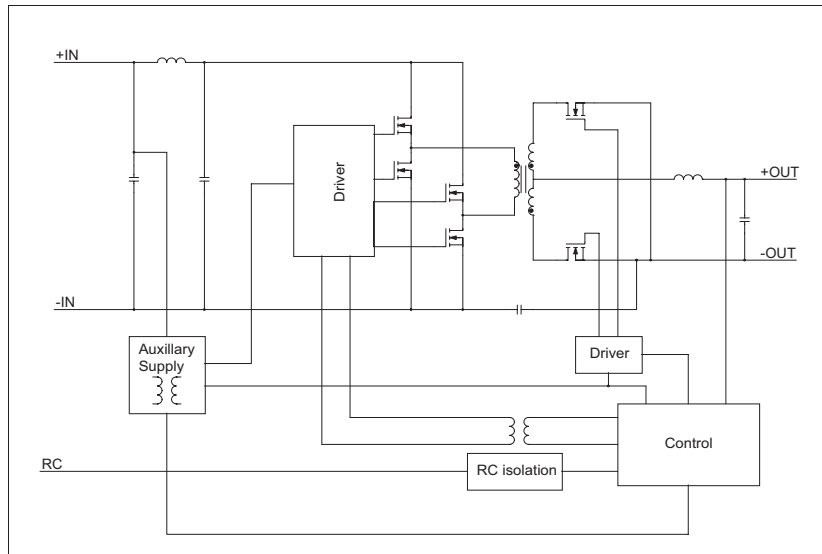 +IN
Driver
+OUT
-OUT
-IN
Auxillary
Supply
Driver
Control
RC
RC isolation